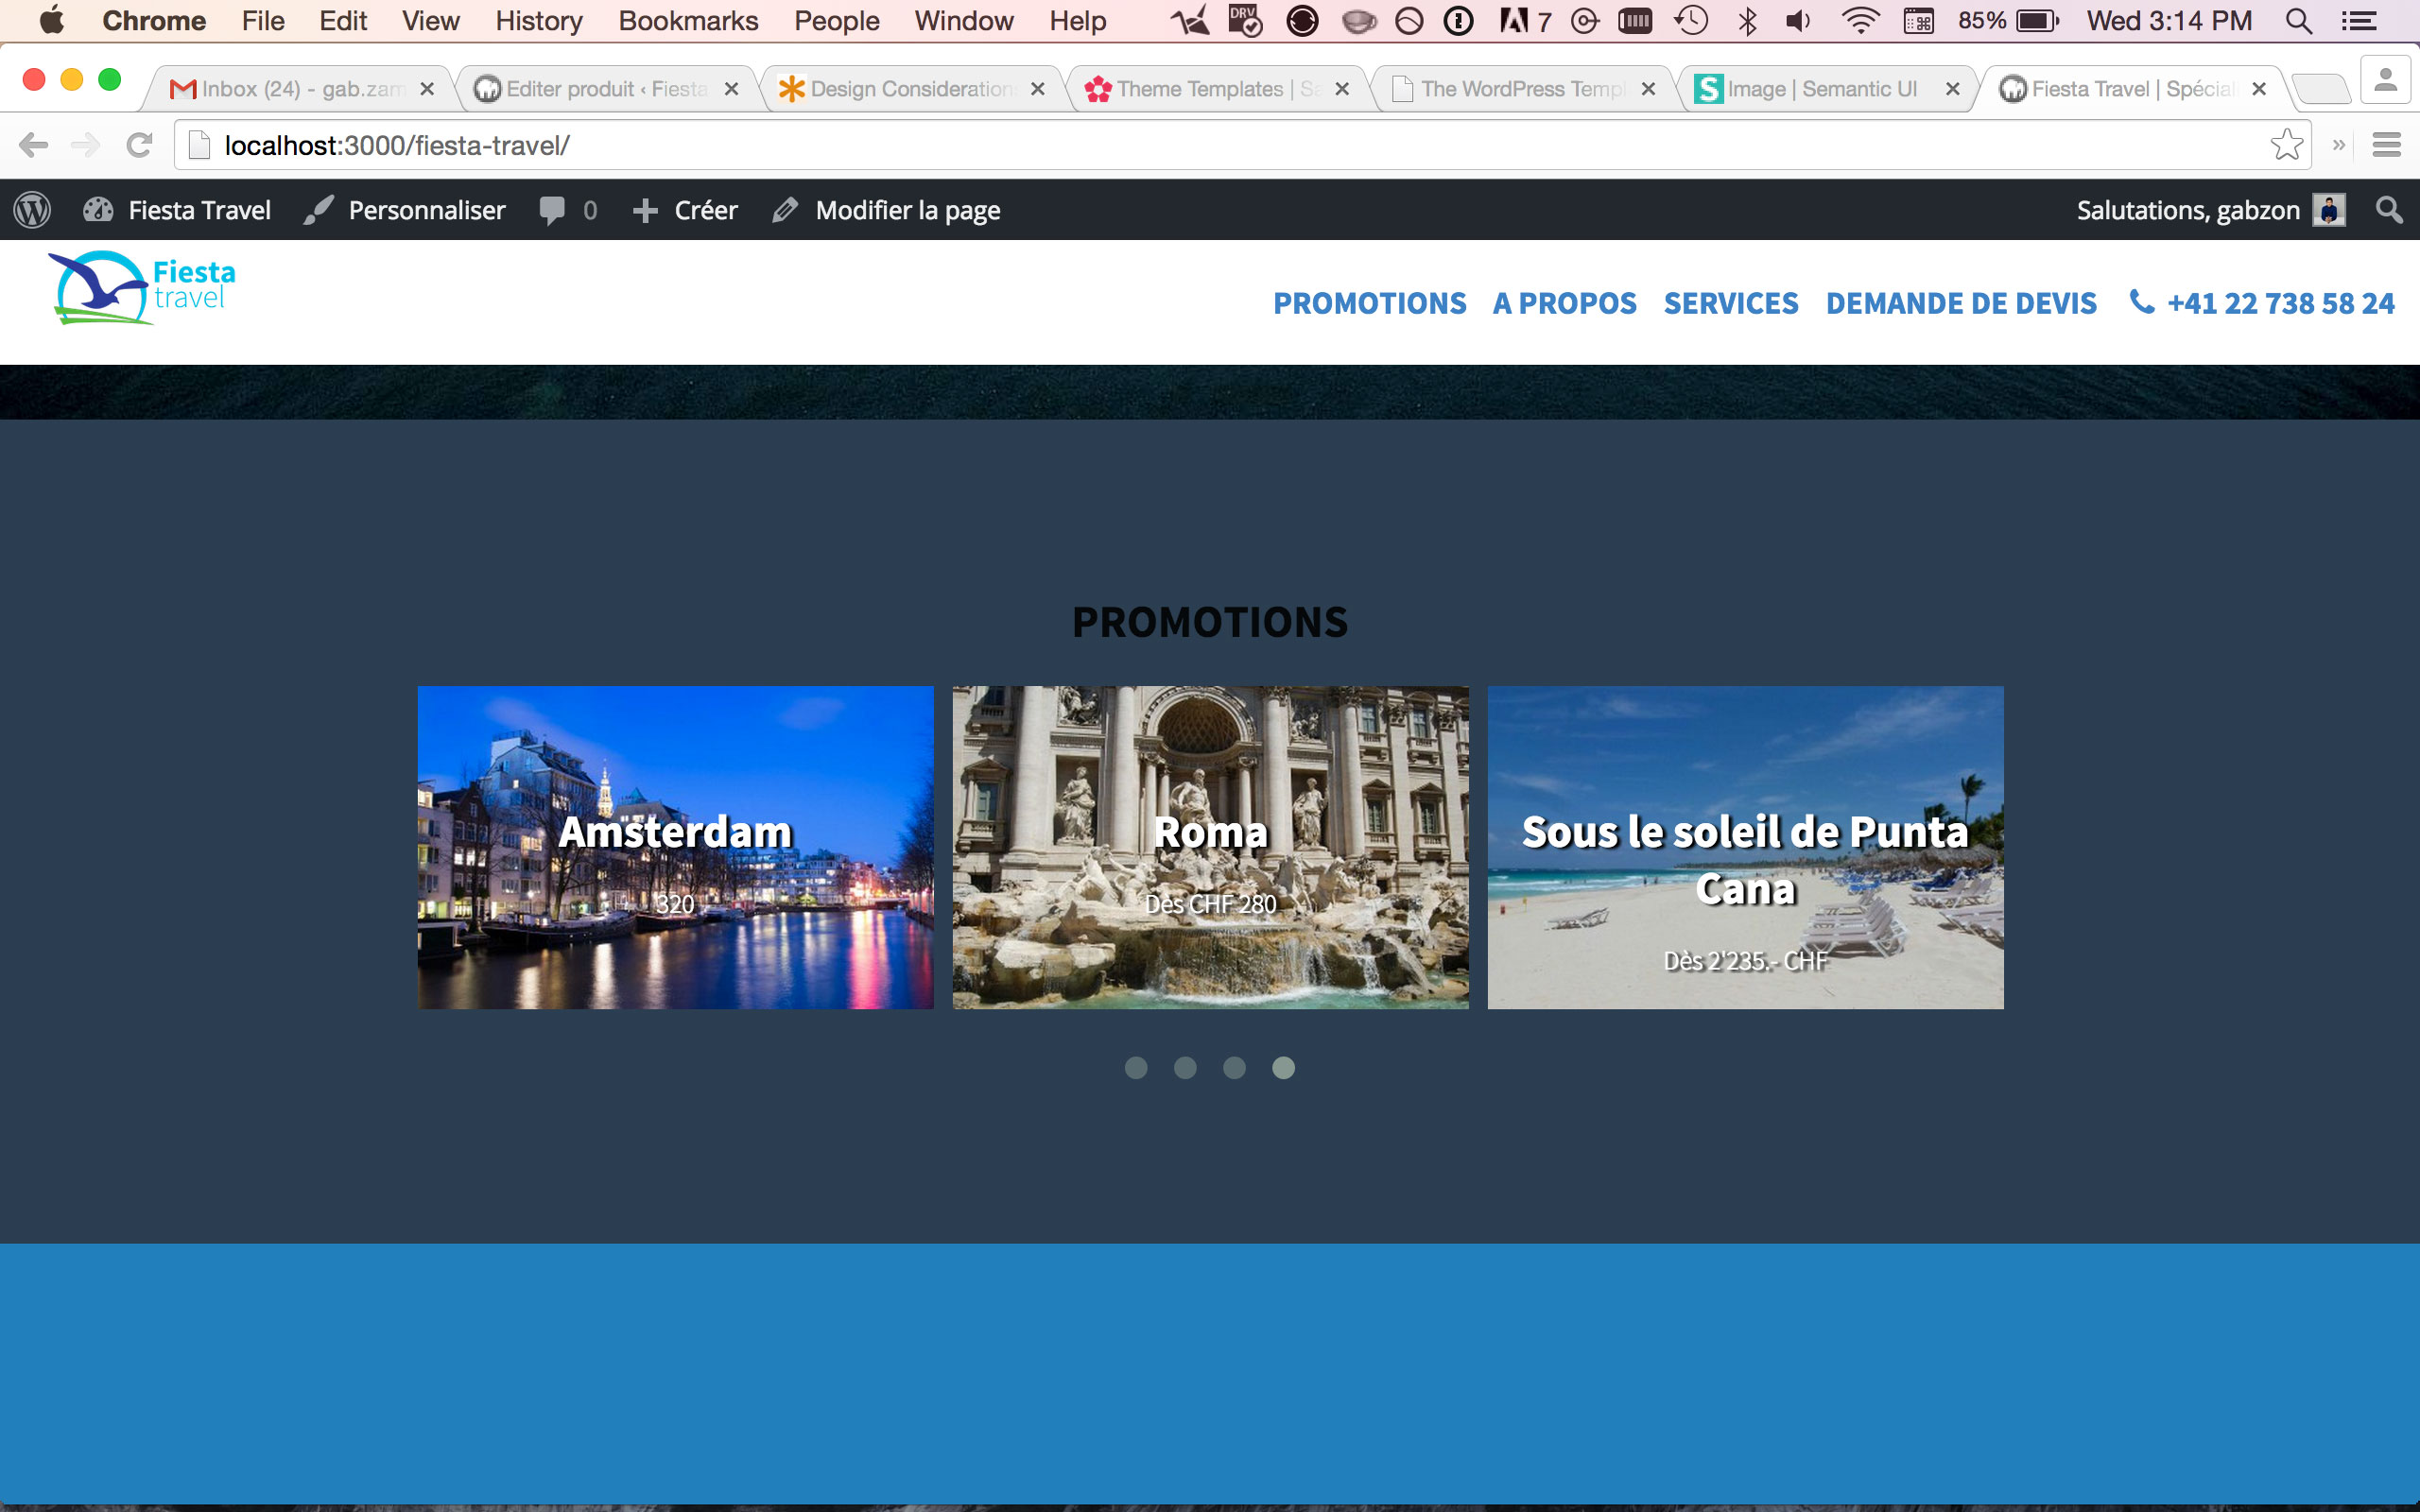 Chrome File Edit View History Bookmarks People Window Help DRV 7 85% Wed 3:14 PM
Inbox (24) - gab.zam Editer produit ‹ Fiesta Design Consideration Theme Templates | Sa The WordPress Templ Image | Semantic UI Fiesta Travel | Spécial
localhost:3000/fiesta-travel/ »
Fiesta Travel Personnaliser 0 Créer Modifier la page Salutations, gabzon
Fiesta
travel
PROMOTIONS A PROPOS SERVICES DEMANDE DE DEVIS +41 22 738 58 24
PROMOTIONS
Amsterdam
320
Roma
Dès CHF 280
Sous le soleil de Punta
Cana
Dès 2'235.- CHF